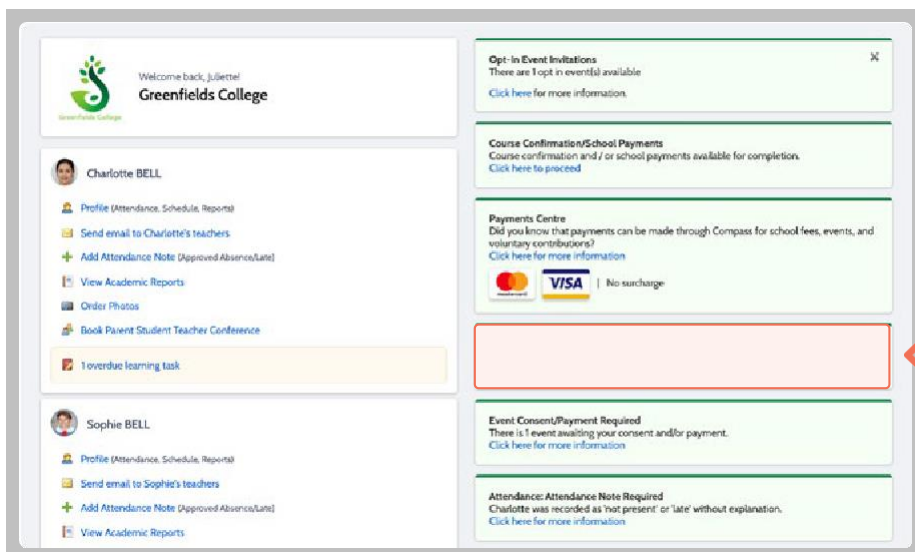 Greenfields College
Welcome back, Juliette!
Greenfields College
Charlotte BELL
Profile (Attendance, Schedule, Reports)
Send email to Charlotte's teachers
Add Attendance Note (Approved Absence/Late)
View Academic Reports
Order Photos
Book Parent Student Teacher Conference
1 overdue learning task
Sophie BELL
Profile (Attendance, Schedule, Reports)
Send email to Sophie's teachers
Add Attendance Note (Approved Absence/Late)
View Academic Reports
Opt-In Event Invitations
There are 1 opt in event(s) available
Click here for more information.
Course Confirmation/School Payments
Course confirmation and / or school payments available for completion.
Click here to proceed
Payments Centre
Did you know that payments can be made through Compass for school fees, events, and
voluntary contributions?
Click here for more information
mastercard VISA | No surcharge
Event Consent/Payment Required
There is 1 event awaiting your consent and/or payment.
Click here for more information
Attendance: Attendance Note Required
Charlotte was recorded as 'not present' or 'late' without explanation.
Click here for more information